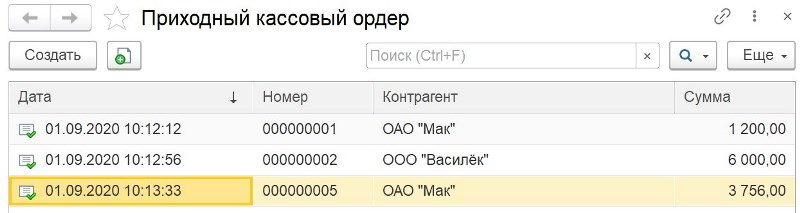 Приходный кассовый ордер
Создать Поиск (Ctrl+F) × Еще
Дата ↓ Номер Контрагент Сумма
01.09.2020 10:12:12 000000001 ОАО "Мак" 1 200,00
01.09.2020 10:12:56 000000002 ООО "Василёк" 6 000,00
01.09.2020 10:13:33 000000005 ОАО "Мак" 3 756,00